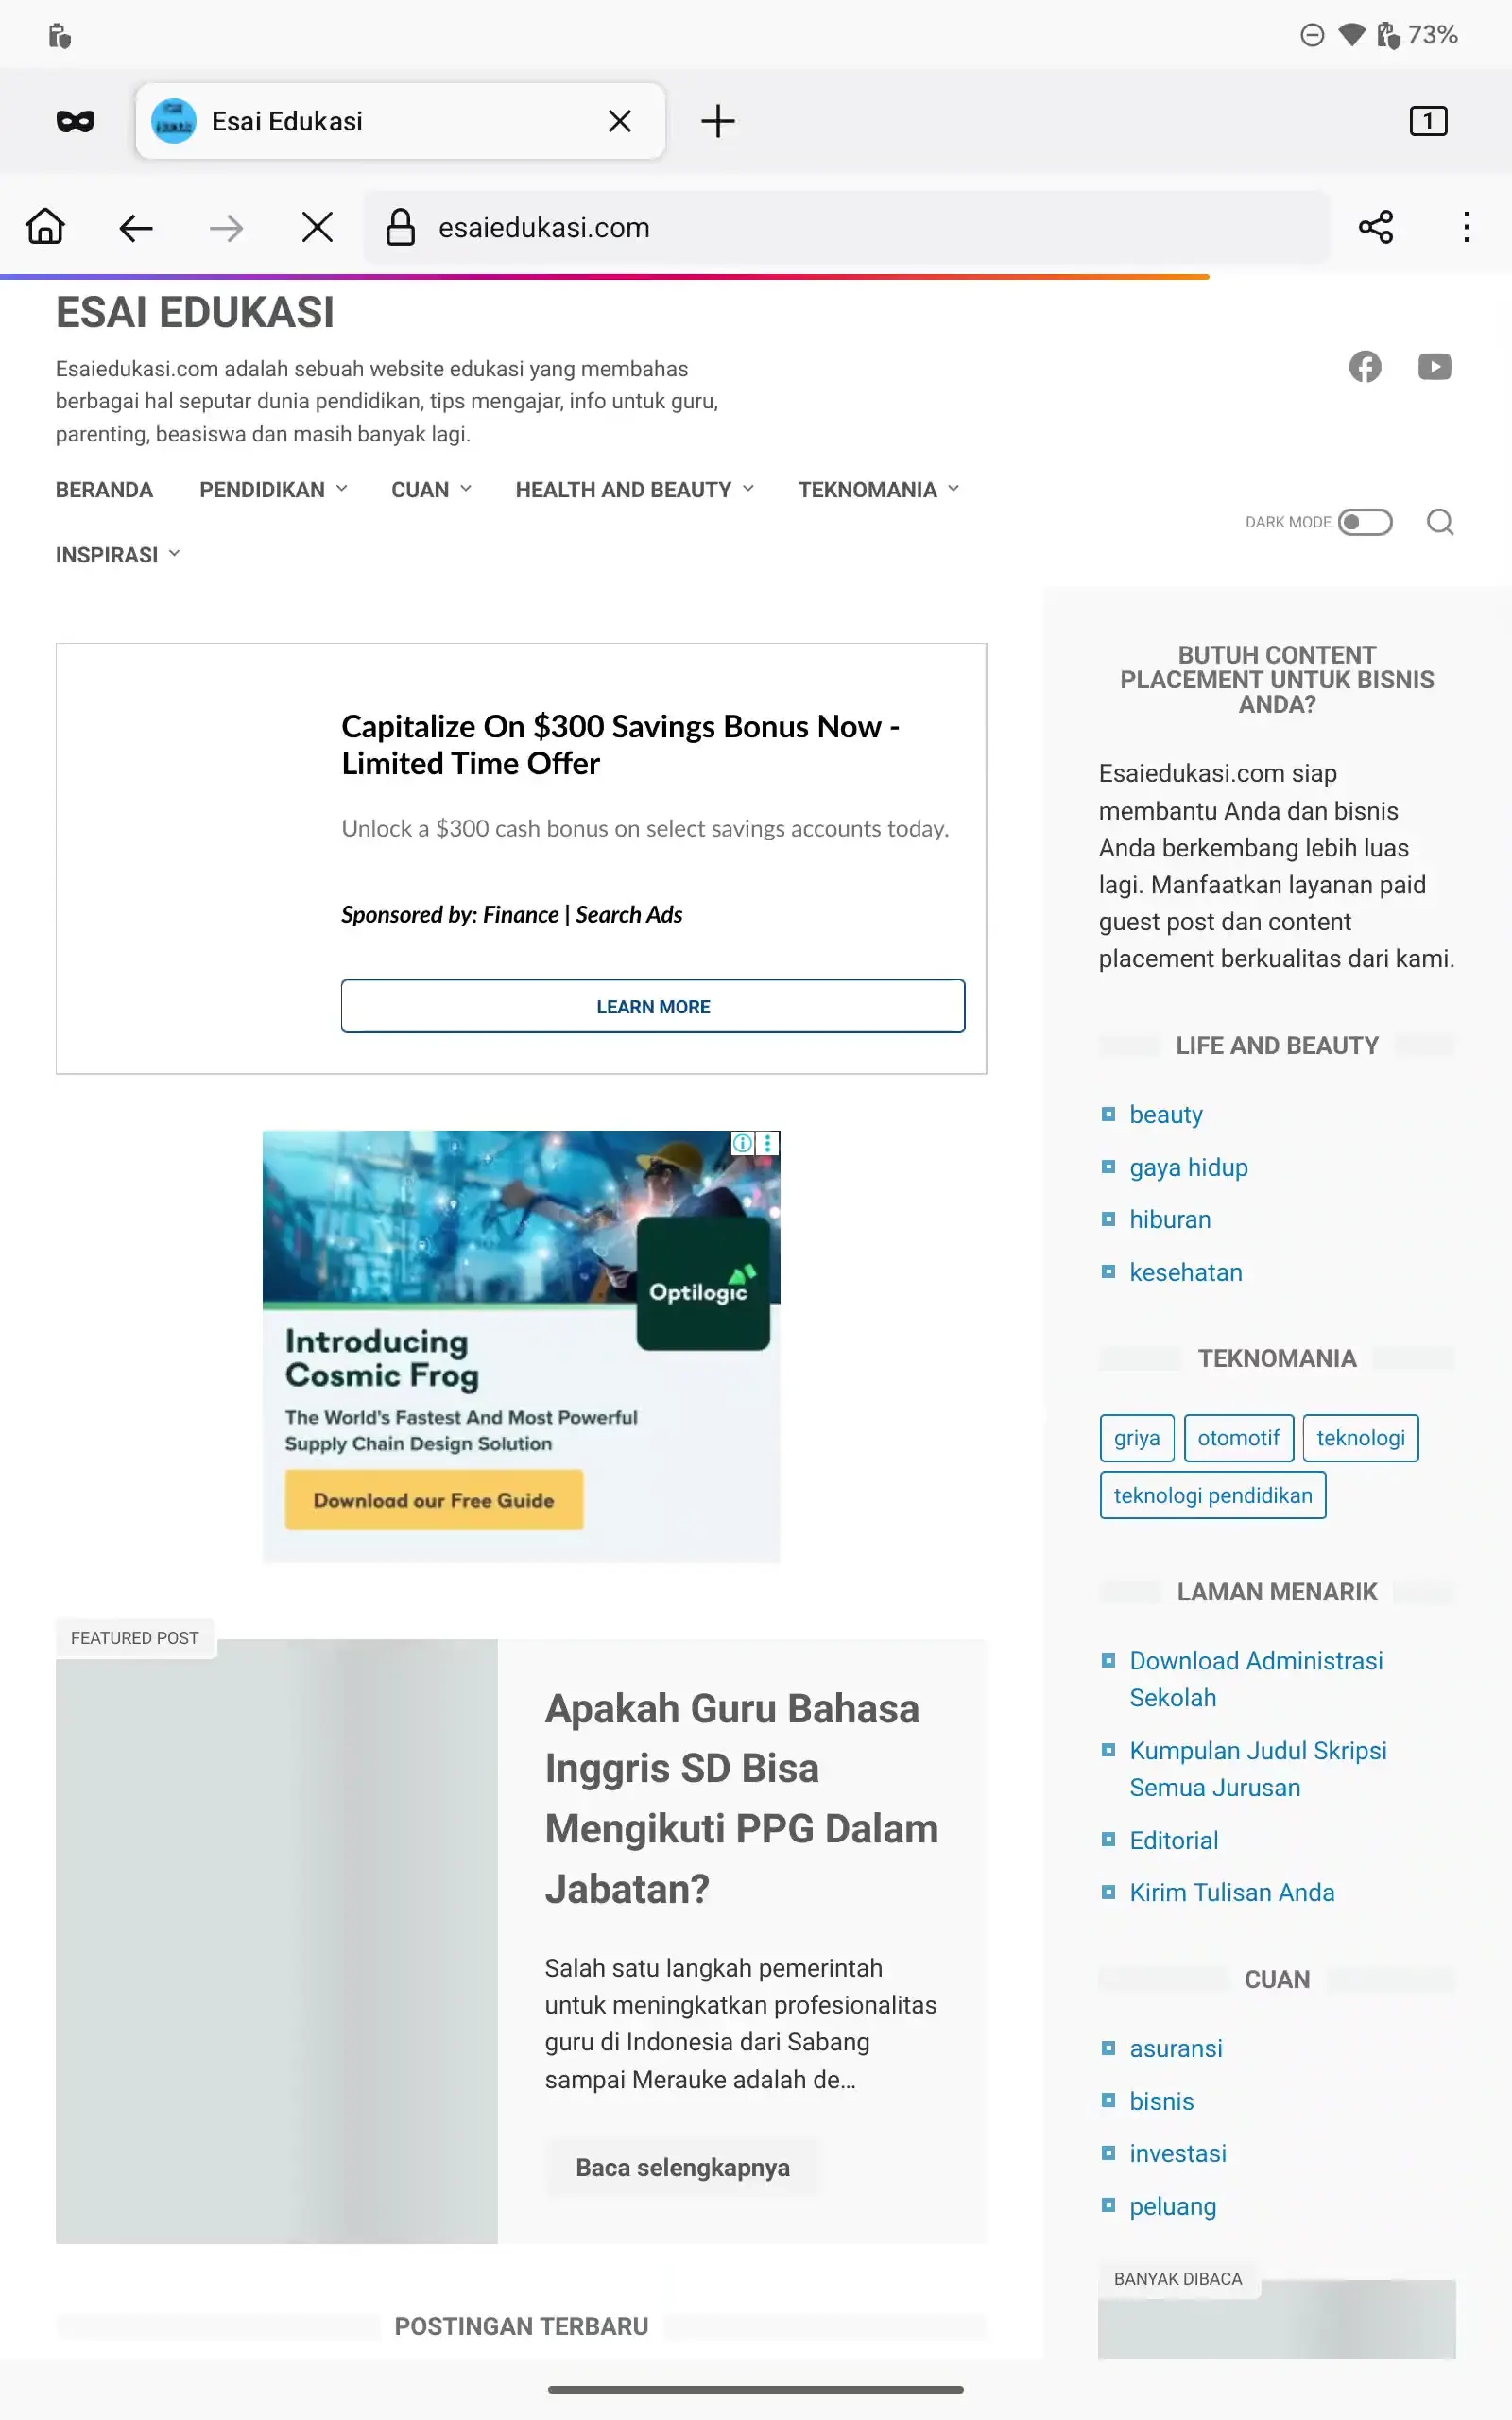 73%
Esai Edukasi
1
esaiedukasi.com
ESAI EDUKASI
Esaiedukasi.com adalah sebuah website edukasi yang membahas
berbagai hal seputar dunia pendidikan, tips mengajar, info untuk guru,
parenting, beasiswa dan masih banyak lagi.
BERANDA PENDIDIKAN CUAN HEALTH AND BEAUTY TEKNOMANIA
INSPIRASI
DARK MODE
Capitalize On $300 Savings Bonus Now -
Limited Time Offer
Unlock a $300 cash bonus on select savings accounts today.
Sponsored by: Finance | Search Ads
LEARN MORE
Optilogic
Introducing
Cosmic Frog
The World's Fastest And Most Powerful
Supply Chain Design Solution
Download our Free Guide
FEATURED POST
Apakah Guru Bahasa
Inggris SD Bisa
Mengikuti PPG Dalam
Jabatan?
Salah satu langkah pemerintah
untuk meningkatkan profesionalitas
guru di Indonesia dari Sabang
sampai Merauke adalah de…
Baca selengkapnya
POSTINGAN TERBARU
BUTUH CONTENT
PLACEMENT UNTUK BISNIS
ANDA?
Esaiedukasi.com siap
membantu Anda dan bisnis
Anda berkembang lebih luas
lagi. Manfaatkan layanan paid
guest post dan content
placement berkualitas dari kami.
LIFE AND BEAUTY
beauty
gaya hidup
hiburan
kesehatan
TEKNOMANIA
griya otomotif teknologi
teknologi pendidikan
LAMAN MENARIK
Download Administrasi
Sekolah
Kumpulan Judul Skripsi
Semua Jurusan
Editorial
Kirim Tulisan Anda
CUAN
asuransi
bisnis
investasi
peluang
BANYAK DIBACA